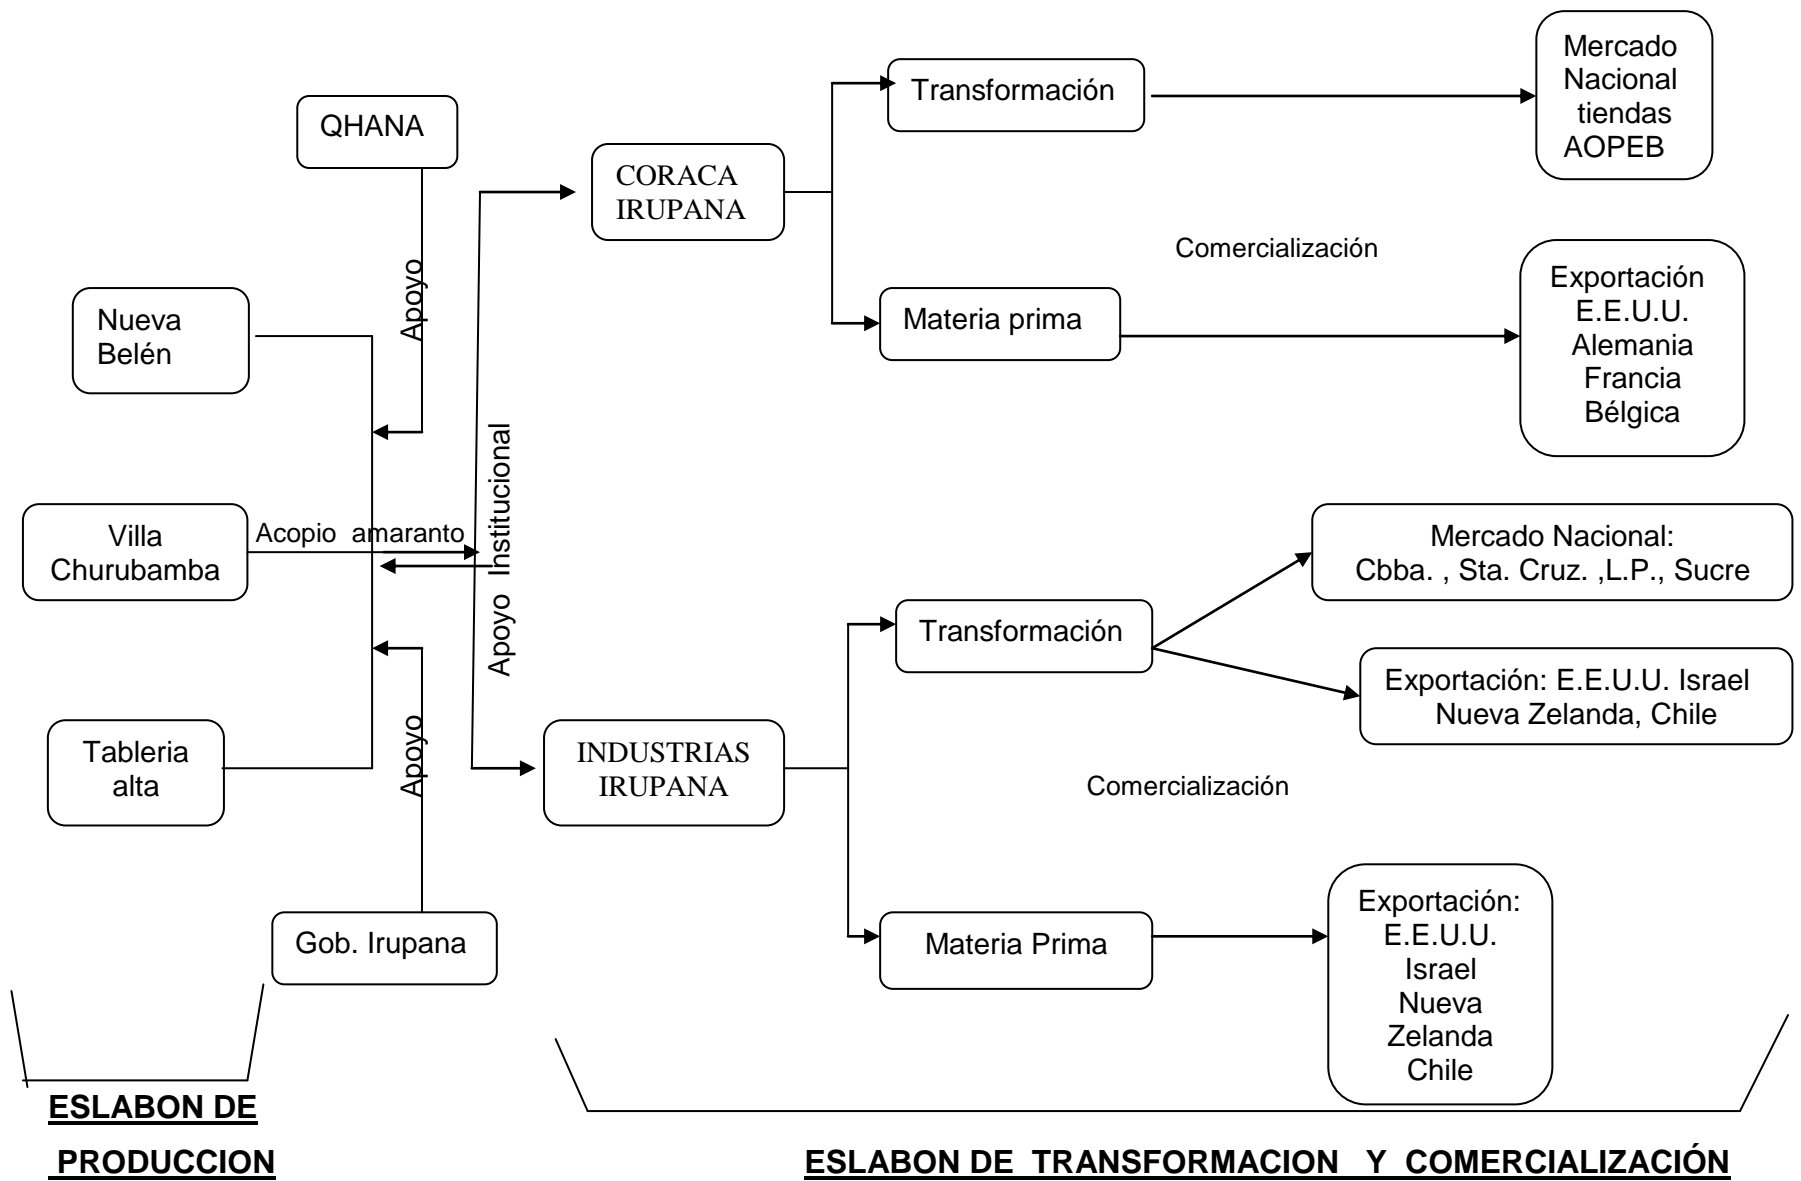 QHANA
Apoyo
Nueva
Belén
Villa
Churubamba
Acopio amaranto
Tableria
alta
Apoyo
Gob. Irupana
Apoyo Institucional
CORACA
IRUPANA
Transformación
Mercado
Nacional
tiendas
AOPEB
Comercialización
Materia prima
Exportación
E.E.U.U.
Alemania
Francia
Bélgica
INDUSTRIAS
IRUPANA
Transformación
Mercado Nacional:
Cbba. , Sta. Cruz. ,L.P., Sucre
Exportación: E.E.U.U. Israel
Nueva Zelanda, Chile
Comercialización
Materia Prima
Exportación:
E.E.U.U.
Israel
Nueva
Zelanda
Chile
ESLABON DE
PRODUCCION
ESLABON DE TRANSFORMACION Y COMERCIALIZACIÓN